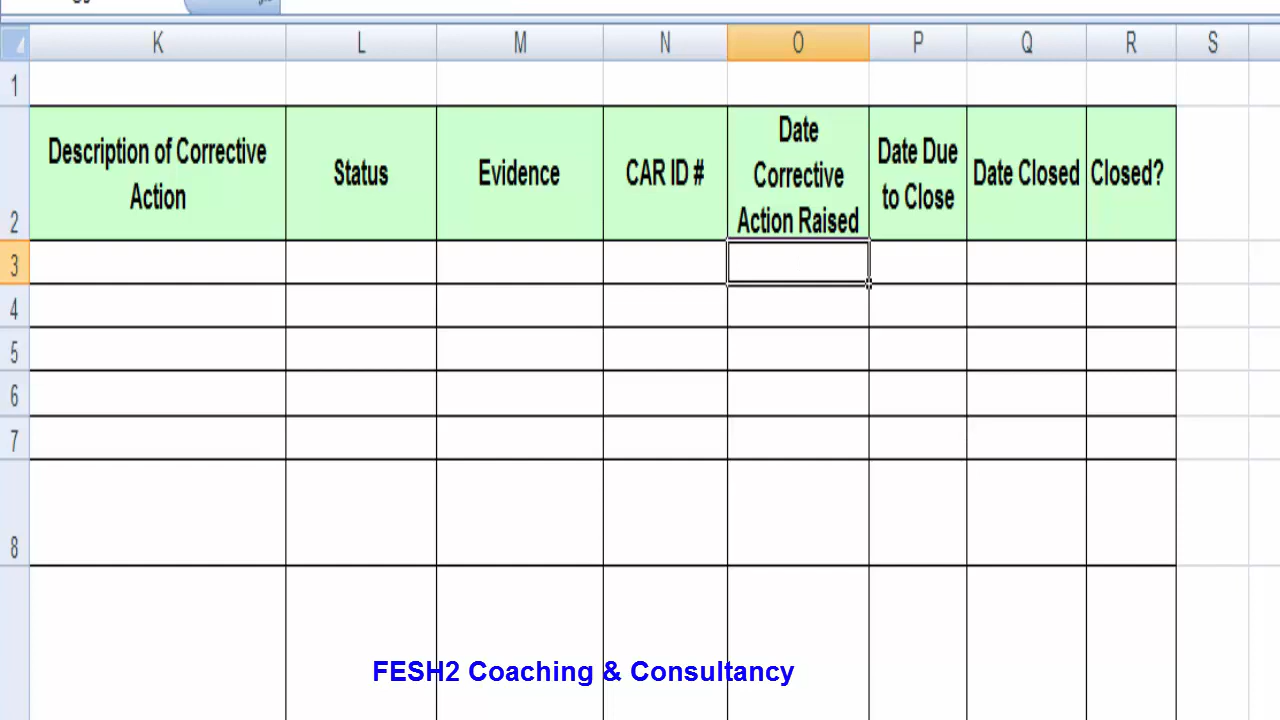 K L M N O P Q R S
1
Description of Corrective
Action
Status
Evidence
CAR ID #
Date
Corrective
Action Raised
Date Due
to Close
Date Closed
Closed?
2
3
4
5
6
7
8
FESH2 Coaching & Consultancy